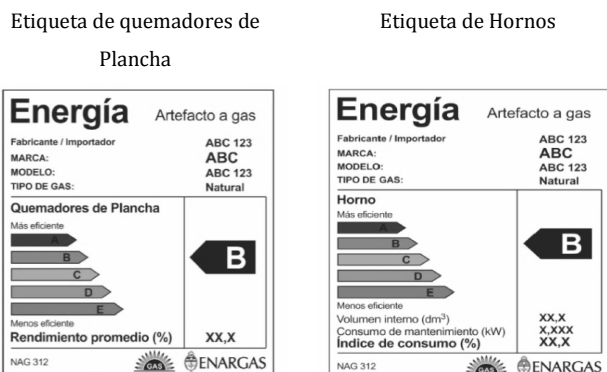 Etiqueta de quemadores de
Plancha
Energía Artefacto a gas
Fabricante / Importador ABC 123
MARCA: ABC
MODELO: ABC 123
TIPO DE GAS: Natural
Quemadores de Plancha
Más eficiente
A
B
C
D
E
B
Menos eficiente
Rendimiento promedio (%) XX,X
NAG 312
GAS
ENARGAS
Etiqueta de Hornos
Energía Artefacto a gas
Fabricante / Importador ABC 123
MARCA: ABC
MODELO: ABC 123
TIPO DE GAS: Natural
Horno
Más eficiente
A
B
C
D
E
B
Menos eficiente
Volumen interno (dm³) XX,X
Consumo de mantenimiento (kW) X,XXX
Índice de consumo (%) XX,X
NAG 312
GAS
ENARGAS